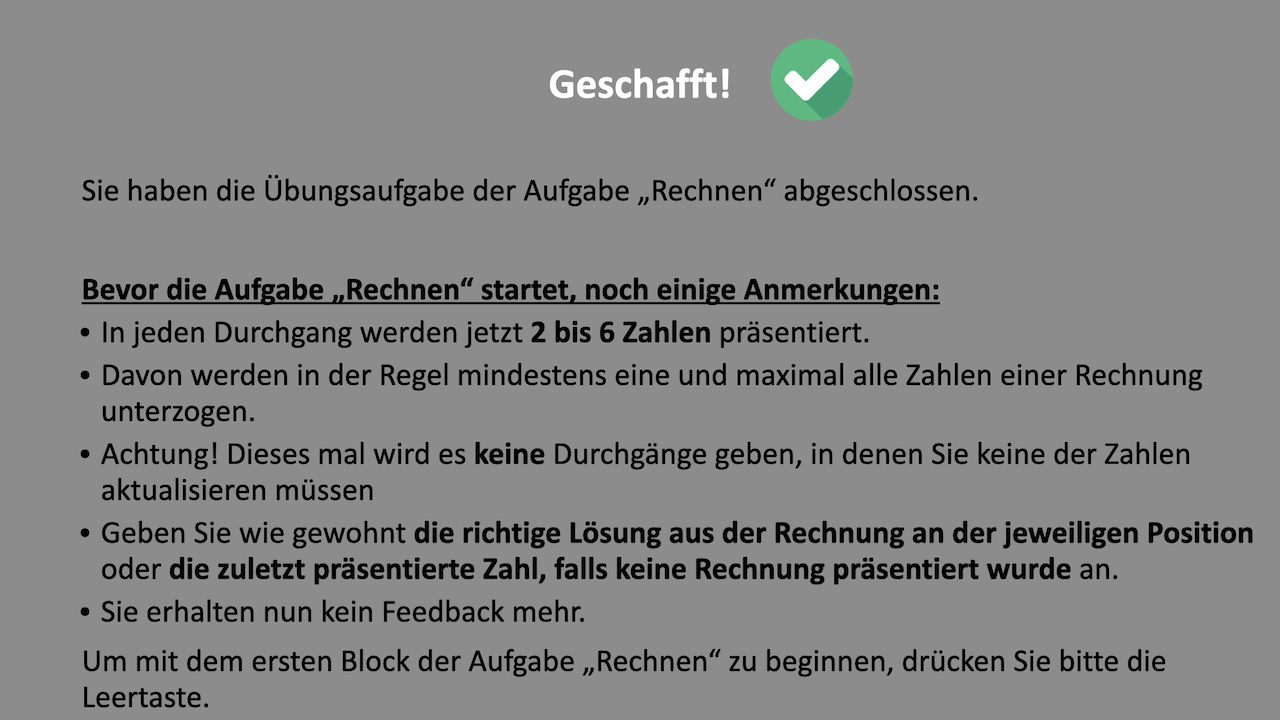 Geschafft!
Sie haben die Übungsaufgabe der Aufgabe „Rechnen“ abgeschlossen.
Bevor die Aufgabe „Rechnen“ startet, noch einige Anmerkungen:
• In jeden Durchgang werden jetzt 2 bis 6 Zahlen präsentiert.
• Davon werden in der Regel mindestens eine und maximal alle Zahlen einer Rechnung
unterzogen.
• Achtung! Dieses mal wird es keine Durchgänge geben, in denen Sie keine der Zahlen
aktualisieren müssen
• Geben Sie wie gewohnt die richtige Lösung aus der Rechnung an der jeweiligen Position
oder die zuletzt präsentierte Zahl, falls keine Rechnung präsentiert wurde an.
• Sie erhalten nun kein Feedback mehr.
Um mit dem ersten Block der Aufgabe „Rechnen“ zu beginnen, drücken Sie bitte die
Leertaste.